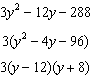 3y² − 12y − 288
3(y² − 4y − 96)
3(y − 12)(y + 8)